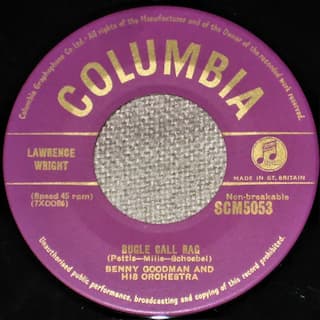 Columbia Graphophone Co Ltd - All rights of the Manufacturer and of the Owner of the recorded work reserved.
COLUMBIA
LAWRENCE
WRIGHT
MADE IN GT. BRITAIN
(Speed 45 rpm)
(7XCO86)
Non-breakable
SCM5053
BUGLE CALL RAG
(Pettis—Mills—Schoebel)
BENNY GOODMAN AND
HIS ORCHESTRA
Unauthorised public performance, broadcasting and copying of this record prohibited.